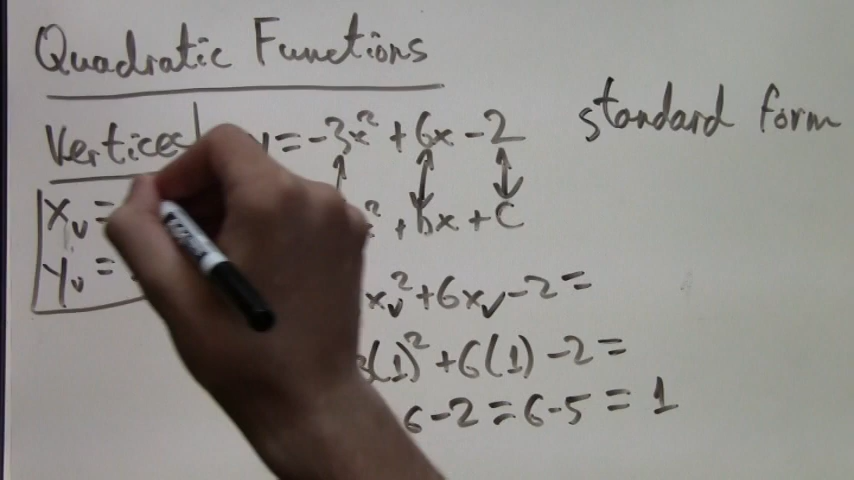 Quadratic Functions
Vertices y = -3x² + 6x - 2 standard form
x² + bx + c
xᵥ =
yᵥ =
xᵥ² + 6xᵥ - 2 =
3(1)² + 6(1) - 2 =
6 - 2 = 6 - 5 = 1